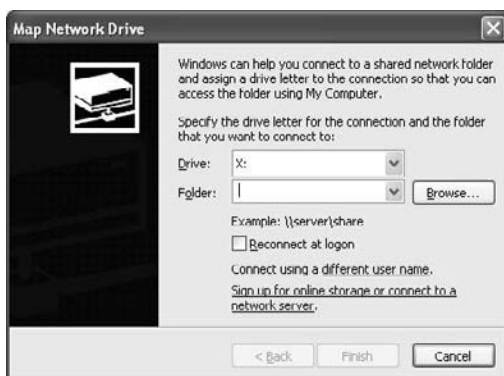 Map Network Drive
Windows can help you connect to a shared network folder
and assign a drive letter to the connection so that you can
access the folder using My Computer.
Specify the drive letter for the connection and the folder
that you want to connect to:
Drive: X:
Folder: Browse...
Example: \\server\share
Reconnect at logon
Connect using a different user name.
Sign up for online storage or connect to a
network server.
< Back Finish Cancel